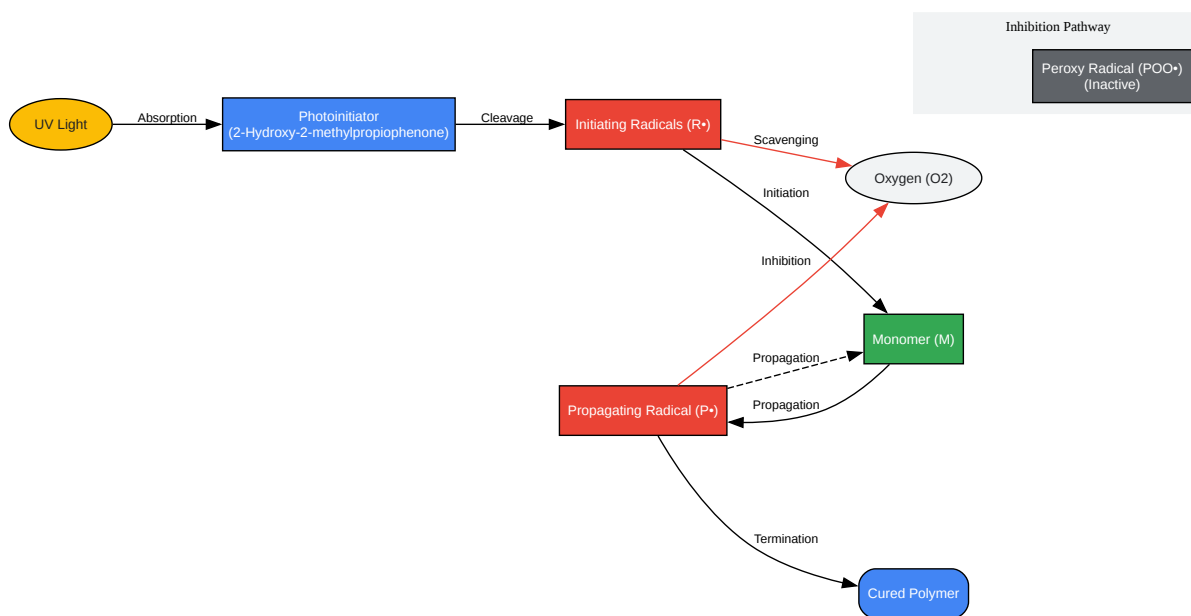 Inhibition Pathway
Peroxy Radical (POO•)
(Inactive)
UV Light
Absorption
Photoinitiator
(2-Hydroxy-2-methylpropiophenone)
Cleavage
Initiating Radicals (R•)
Scavenging
Oxygen (O2)
Initiation
Inhibition
Monomer (M)
Propagation
Propagation
Propagating Radical (P•)
Termination
Cured Polymer